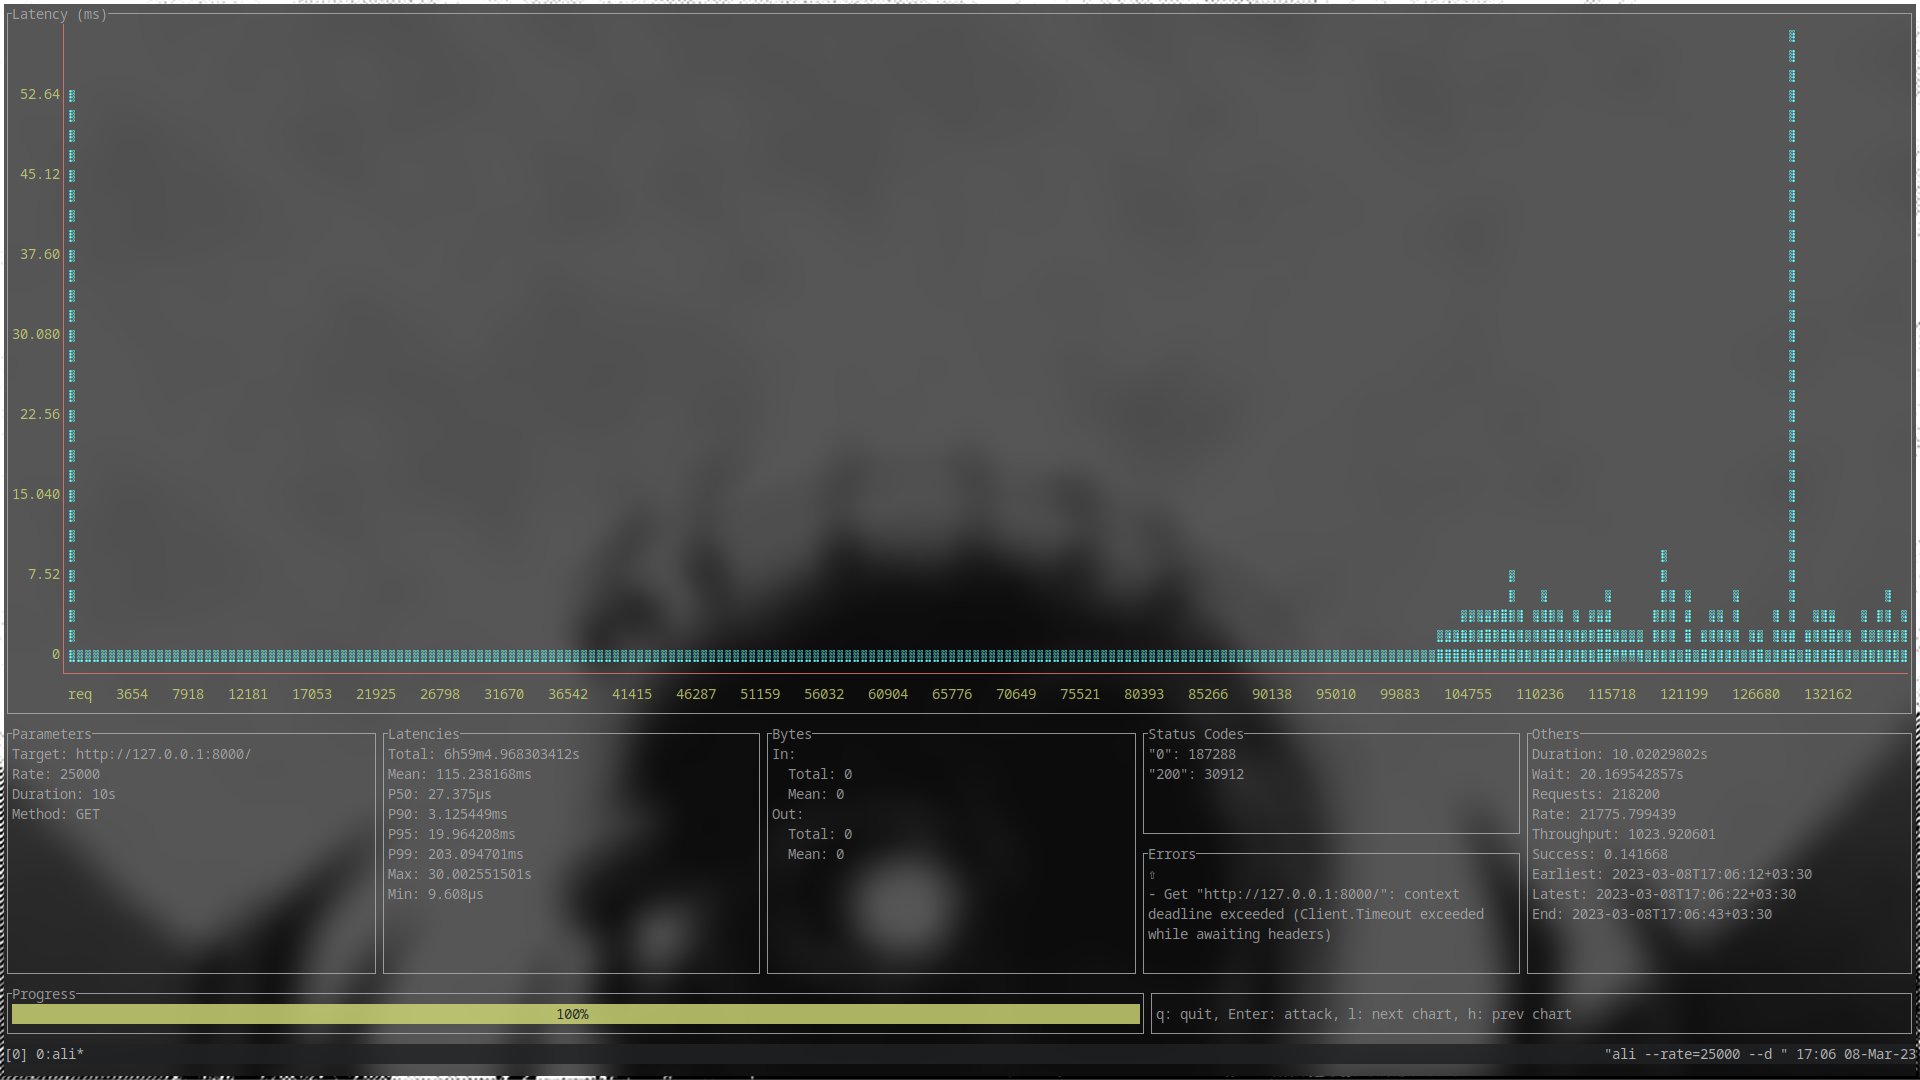 Latency (ms)
52.64
45.12
37.60
30.080
22.56
15.040
7.52
0
req 3654 7918 12181 17053 21925 26798 31670 36542 41415 46287 51159 56032 60904 65776 70649 75521 80393 85266 90138 95010 99883 104755 110236 115718 121199 126680 132162
Parameters
Target: http://127.0.0.1:8000/
Rate: 25000
Duration: 10s
Method: GET
Latencies
Total: 6h59m4.968303412s
Mean: 115.238168ms
P50: 27.375µs
P90: 3.125449ms
P95: 19.964208ms
P99: 203.094701ms
Max: 30.002551501s
Min: 9.608µs
Bytes
In:
Total: 0
Mean: 0
Out:
Total: 0
Mean: 0
Status Codes
"0": 187288
"200": 30912
Errors
⇧
- Get "http://127.0.0.1:8000/": context
deadline exceeded (Client.Timeout exceeded
while awaiting headers)
Others
Duration: 10.02029802s
Wait: 20.169542857s
Requests: 218200
Rate: 21775.799439
Throughput: 1023.920601
Success: 0.141668
Earliest: 2023-03-08T17:06:12+03:30
Latest: 2023-03-08T17:06:22+03:30
End: 2023-03-08T17:06:43+03:30
Progress
100%
q: quit, Enter: attack, l: next chart, h: prev chart
[0] 0:ali*
"ali --rate=25000 --d " 17:06 08-Mar-23